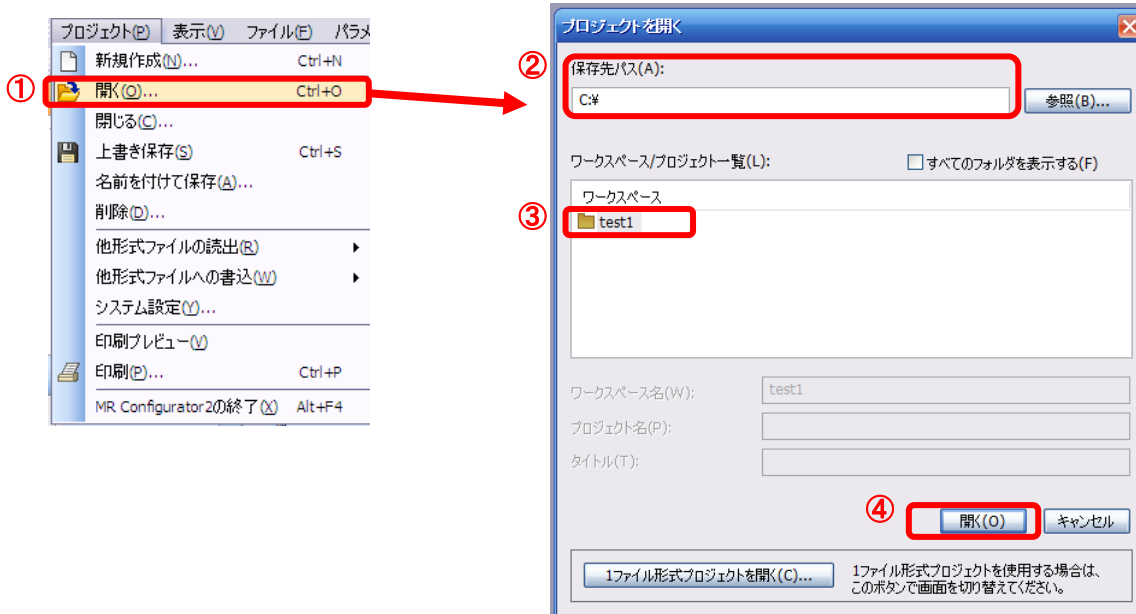 プロジェクト(P) 表示(V) ファイル(F) パラメ
新規作成(N)... Ctrl+N
① 開く(O)... Ctrl+O
閉じる(C)...
上書き保存(S) Ctrl+S
名前を付けて保存(A)...
削除(D)...
他形式ファイルの読出(R)
他形式ファイルへの書込(W)
システム設定(Y)...
印刷プレビュー(V)
印刷(P)... Ctrl+P
MR Configurator2の終了(X) Alt+F4
プロジェクトを開く
②
保存先パス(A):
C:¥ 参照(B)...
ワークスペース/プロジェクト一覧(L): すべてのフォルダを表示する(F)
ワークスペース
③ test1
ワークスペース名(W): test1
プロジェクト名(P):
タイトル(T):
④ 開く(O) キャンセル
1ファイル形式プロジェクトを開く(C)...
1ファイル形式プロジェクトを使用する場合は、
このボタンで画面を切り替えてください。